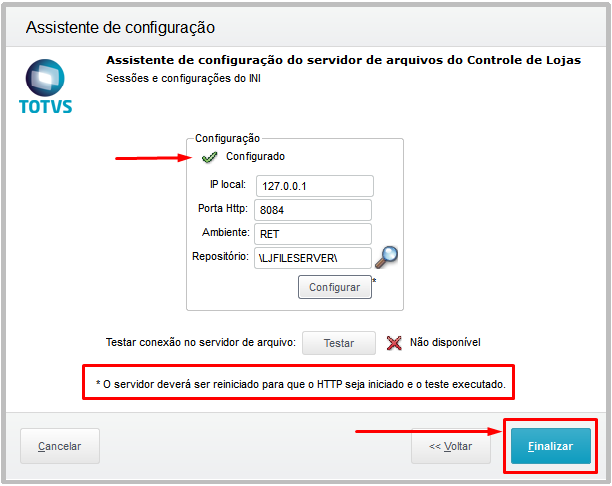 Assistente de configuração
Assistente de configuração do servidor de arquivos do Controle de Lojas
Sessões e configurações do INI
TOTVS
Configuração
Configurado
IP local: 127.0.0.1
Porta Http: 8084
Ambiente: RET
Repositório: \LJFILESERVER\
Configurar *
Testar conexão no servidor de arquivo: Testar Não disponível
* O servidor deverá ser reiniciado para que o HTTP seja iniciado e o teste executado.
Cancelar << Voltar Finalizar